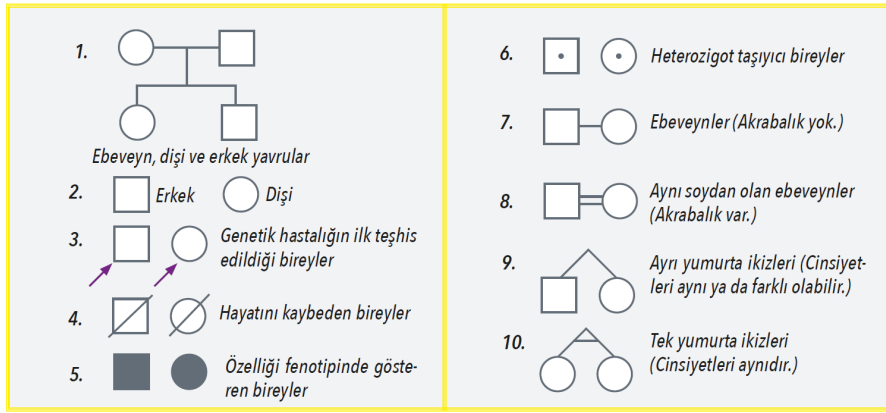 1.
Ebeveyn, dişi ve erkek yavrular
2. Erkek Dişi
3. Genetik hastalığın ilk teşhis
edildiği bireyler
4. Hayatını kaybeden bireyler
5. Özelliği fenotipinde göste-
ren bireyler
6. Heterozigot taşıyıcı bireyler
7. Ebeveynler (Akrabalık yok.)
8. Aynı soydan olan ebeveynler
(Akrabalık var.)
9. Ayrı yumurta ikizleri (Cinsiyet-
leri aynı ya da farklı olabilir.)
10. Tek yumurta ikizleri
(Cinsiyetleri aynıdır.)